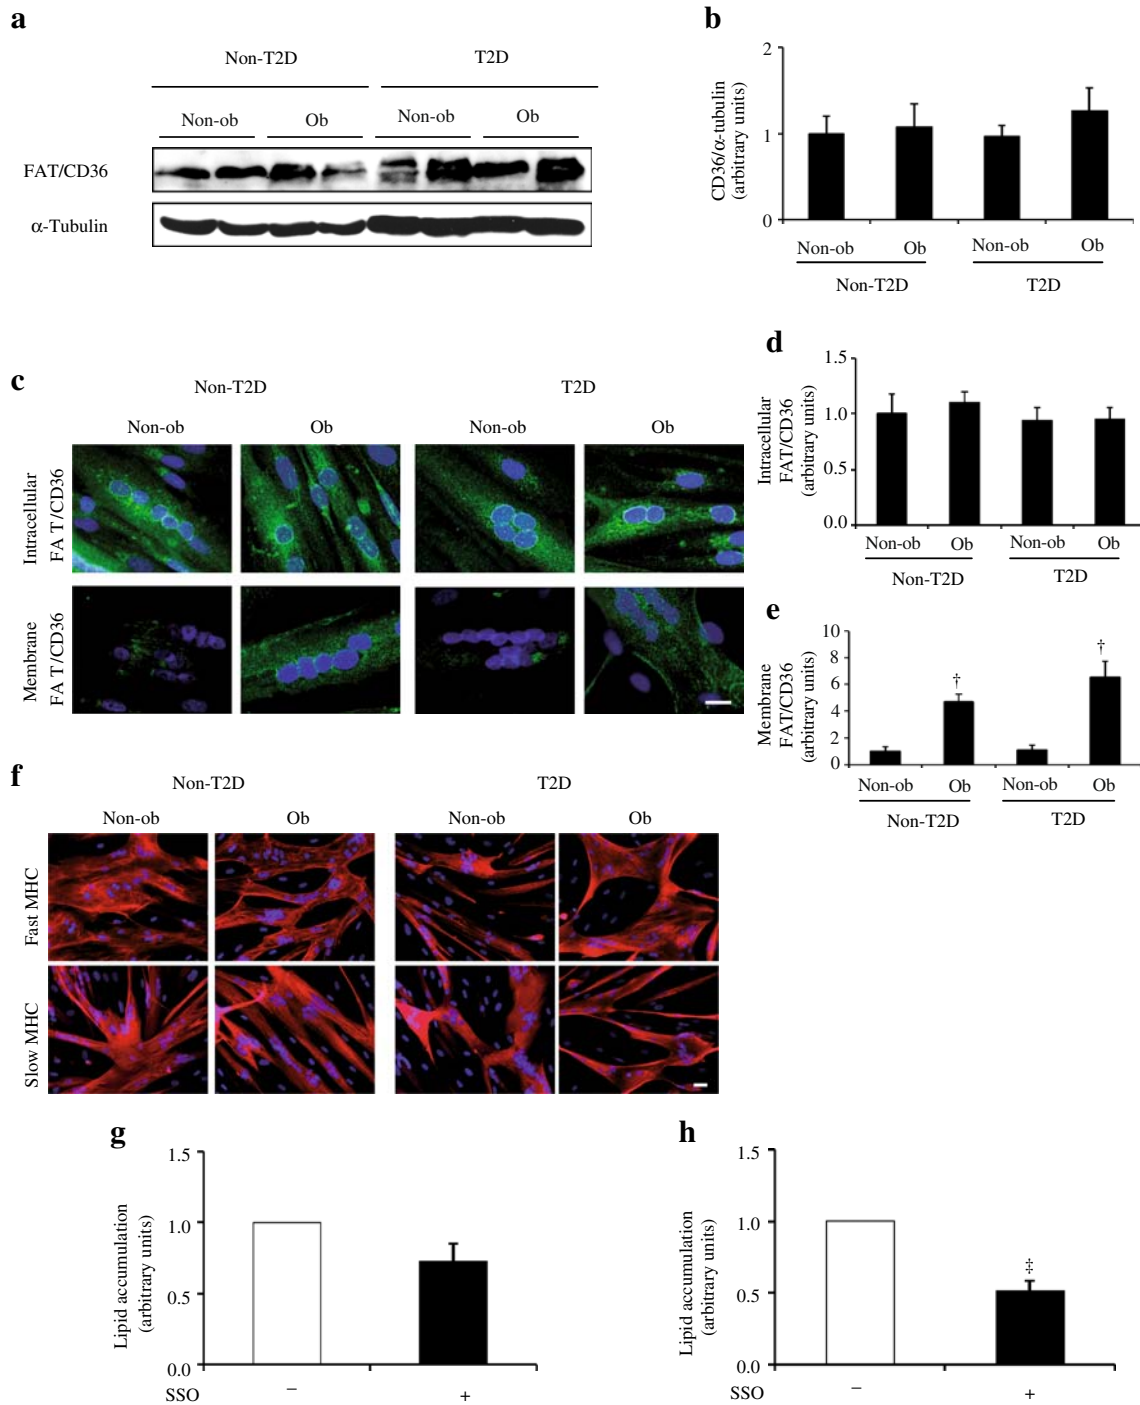 a
Non-T2D T2D
Non-ob Ob Non-ob Ob
FAT/CD36
α-Tubulin
b
CD36/α-tubulin
(arbitrary units)
2
1
0
Non-ob Ob Non-ob Ob
Non-T2D T2D
c
Non-T2D T2D
Non-ob Ob Non-ob Ob
Intracellular
FA T/CD36
Membrane
FA T/CD36
d
Intracellular
FAT/CD36
(arbitrary units)
1.5
1.0
0.5
0.0
Non-ob Ob Non-ob Ob
Non-T2D T2D
e
Membrane
FAT/CD36
(arbitrary units)
10
8
6
4
2
0
† †
Non-ob Ob Non-ob Ob
Non-T2D T2D
f
Non-T2D T2D
Non-ob Ob Non-ob Ob
Fast MHC
Slow MHC
g
Lipid accumulation
(arbitrary units)
1.5
1.0
0.5
0.0
SSO − +
h
Lipid accumulation
(arbitrary units)
1.5
1.0
0.5
0.0
‡
SSO − +